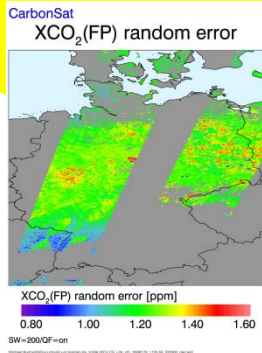 CarbonSat
XCO₂(FP) random error
XCO₂(FP) random error [ppm]
0.80 1.00 1.20 1.40 1.60
SW=200/QF=on